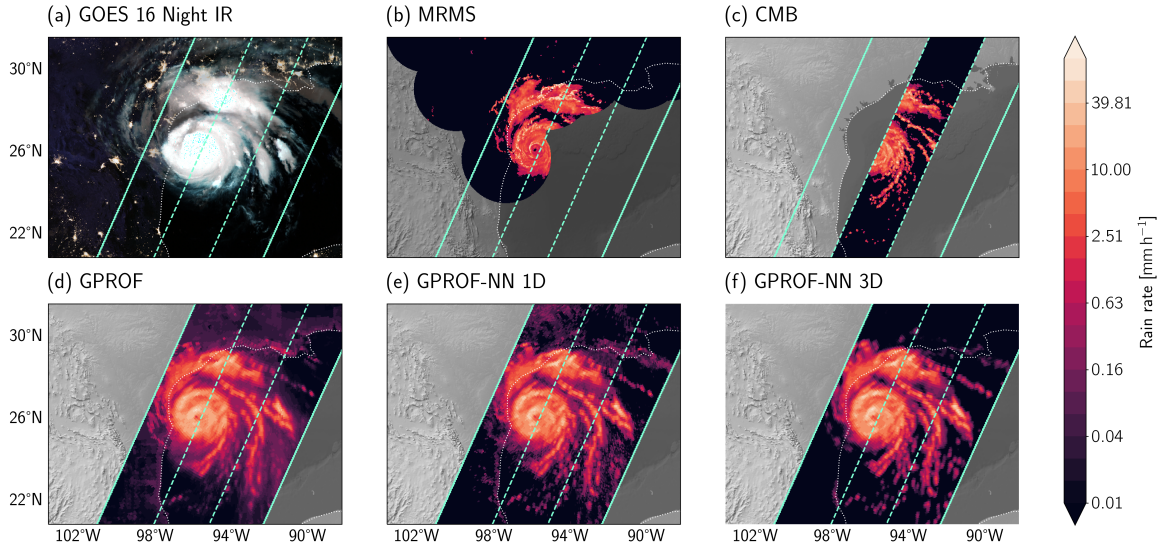 (a) GOES 16 Night IR
(b) MRMS
(c) CMB
30°N
26°N
22°N
(d) GPROF
(e) GPROF-NN 1D
(f) GPROF-NN 3D
30°N
26°N
22°N
102°W 98°W 94°W 90°W
102°W 98°W 94°W 90°W
102°W 98°W 94°W 90°W
39.81
10.00
2.51
0.63
0.16
0.04
0.01
Rain rate [mm h⁻¹]